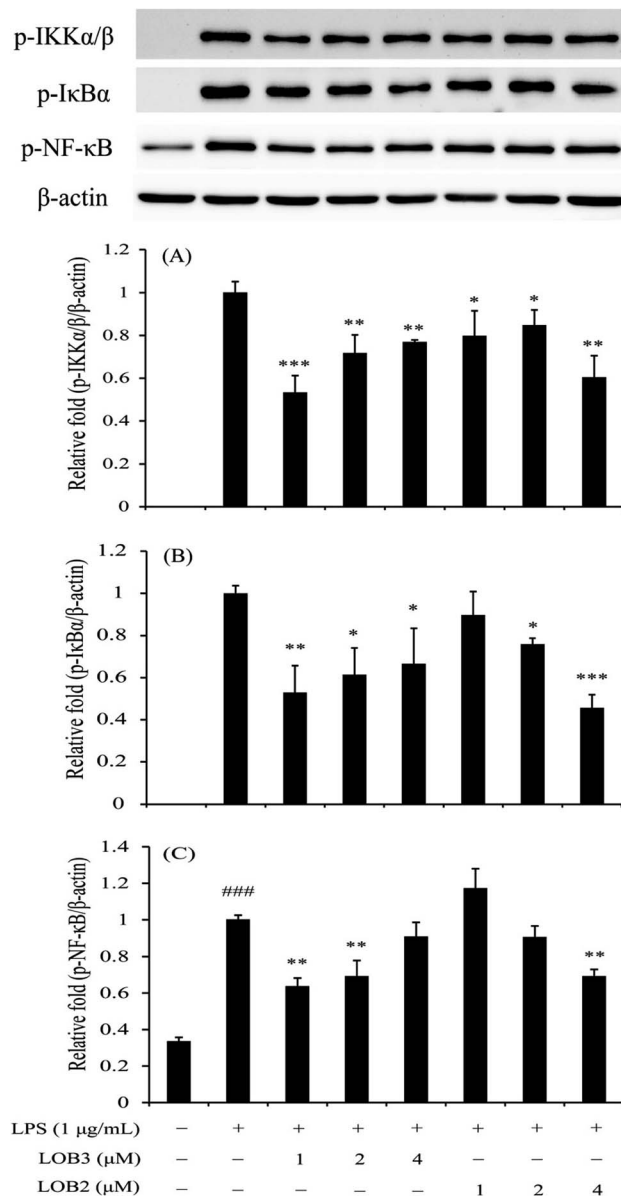 p-IKKα/β
p-IκBα
p-NF-κB
β-actin
(A)
Relative fold (p-IKKα/β/β-actin)
1.2
1
0.8
0.6
0.4
0.2
0
***
**
**
*
*
**
(B)
Relative fold (p-IκBα/β-actin)
1.2
1
0.8
0.6
0.4
0.2
0
**
*
*
*
***
(C)
Relative fold (p-NF-κB/β-actin)
1.4
1.2
1
0.8
0.6
0.4
0.2
0
###
**
**
**
LPS (1 μg/mL) – + + + + + + +
LOB3 (μM) – – 1 2 4 – – –
LOB2 (μM) – – – – – 1 2 4